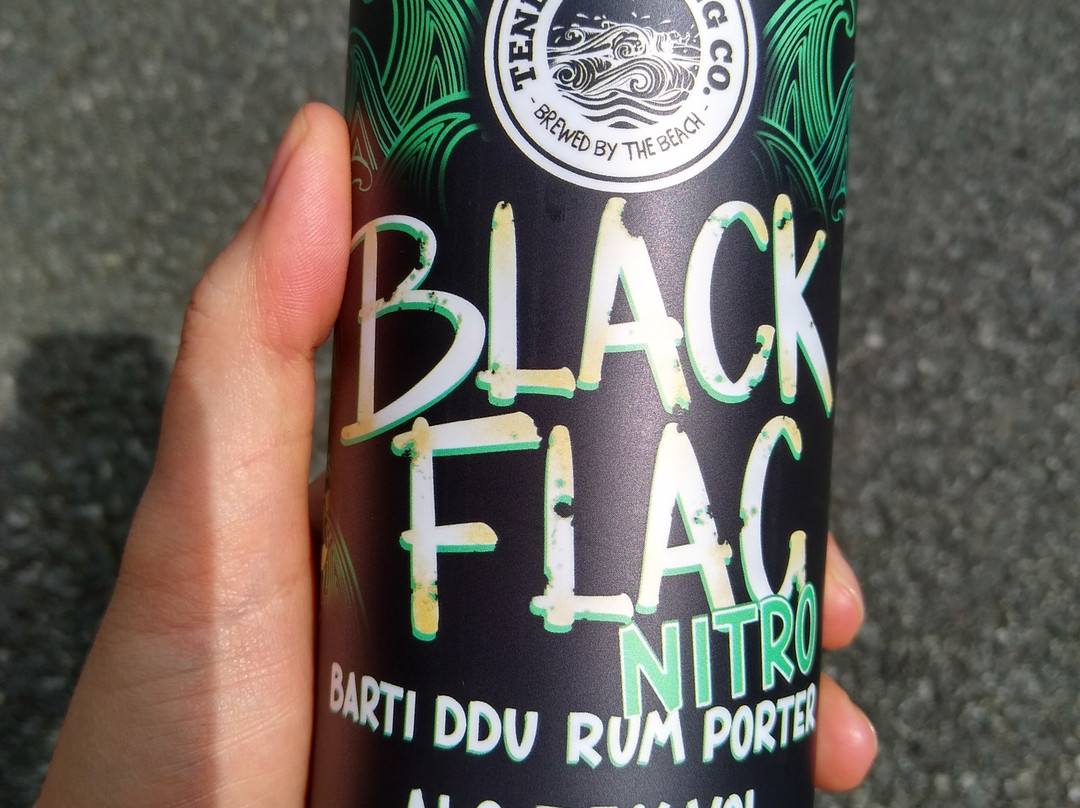 BREWED BY THE BEACH
BLACK
FLAG
NITRO
BARTI DDU RUM PORTER